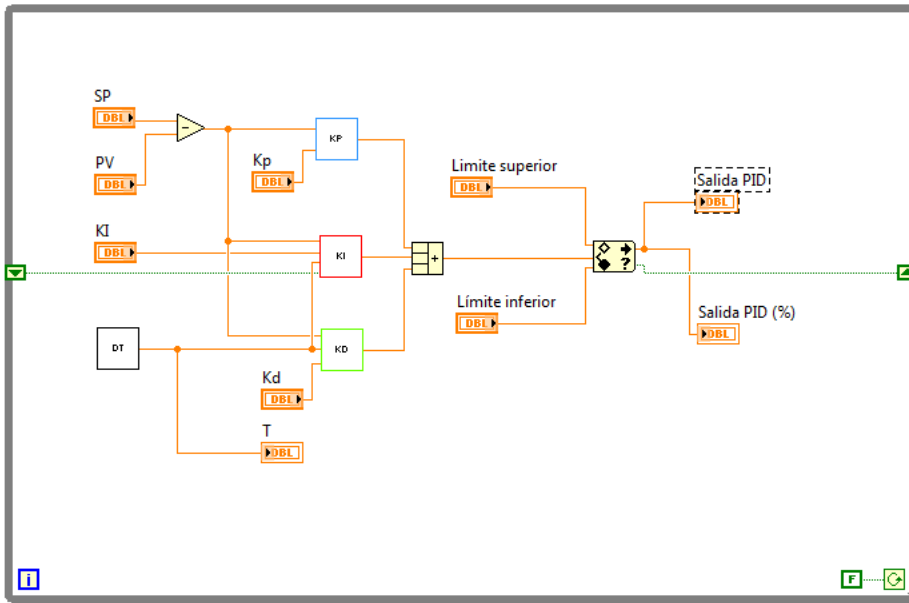 SP
DBL
PV
DBL
KI
DBL
Kp
DBL
KP
KI
KD
DT
Kd
DBL
T
DBL
+
-
Limite superior
DBL
Límite inferior
DBL
?
Salida PID
DBL
Salida PID (%)
DBL
i
F